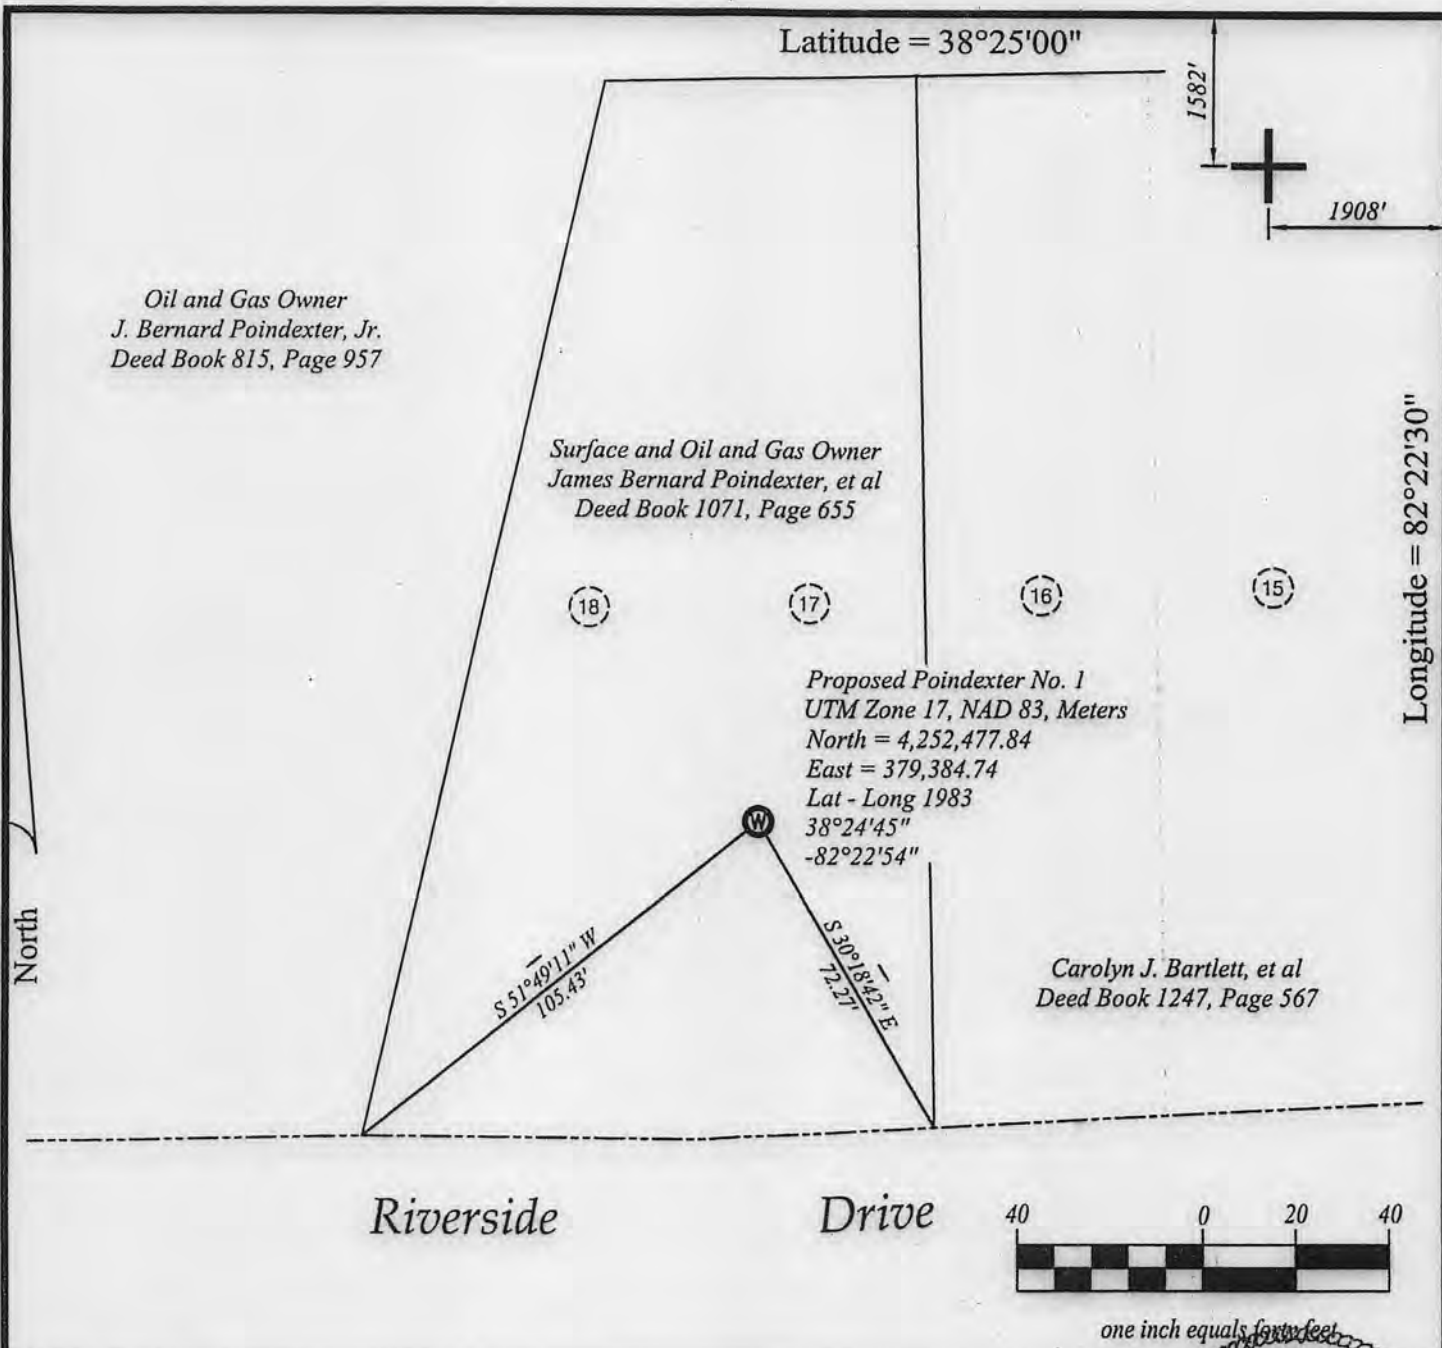 Latitude = 38°25'00"
1582'
1908'
Oil and Gas Owner
J. Bernard Poindexter, Jr.
Deed Book 815, Page 957
Surface and Oil and Gas Owner
James Bernard Poindexter, et al
Deed Book 1071, Page 655
Longitude = 82°22'30"
18
17
16
15
Proposed Poindexter No. 1
UTM Zone 17, NAD 83, Meters
North = 4,252,477.84
East = 379,384.74
Lat - Long 1983
38°24'45"
-82°22'54"
W
North
S 51°49'11" W
105.43'
S 30°18'42" E
72.27'
Carolyn J. Bartlett, et al
Deed Book 1247, Page 567
Riverside Drive
40 0 20 40
one inch equals forty feet